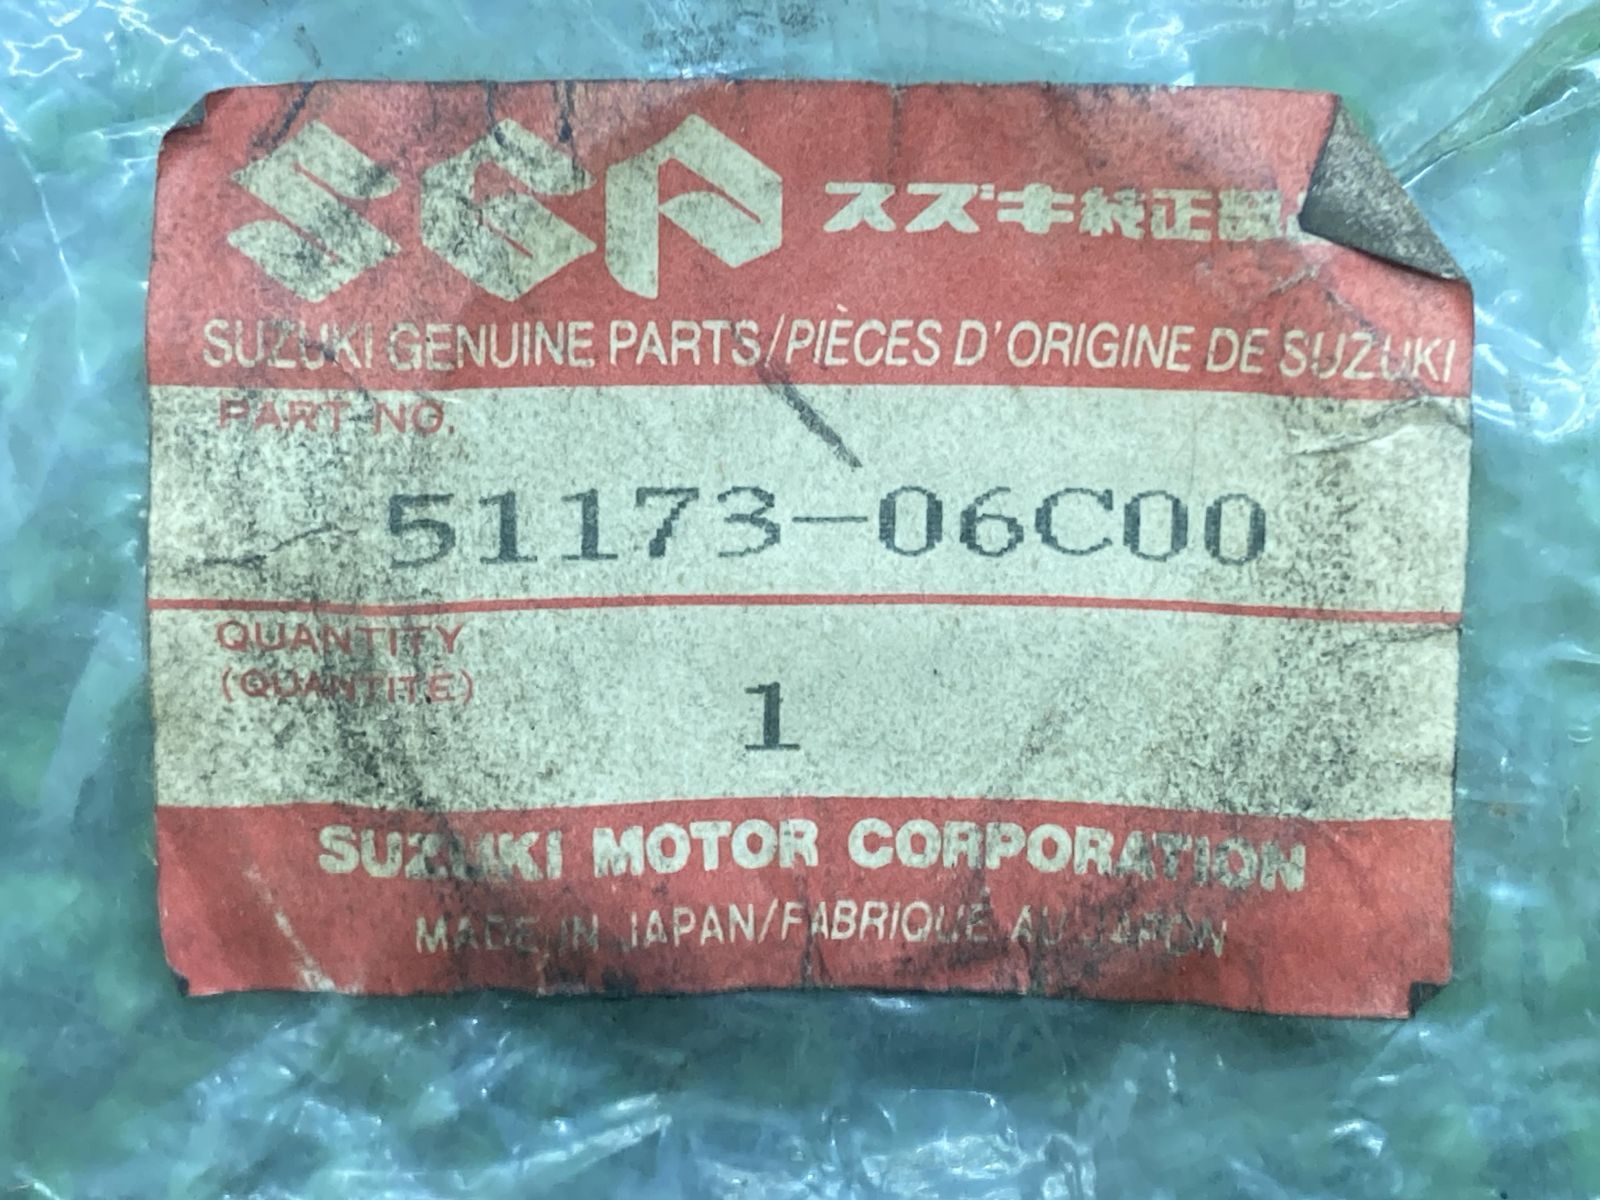 SGP スズキ純正部
SUZUKI GENUINE PARTS/PIÈCES D'ORIGINE DE SUZUKI
PART NO.
51173-06C00
QUANTITY
(QUANTITÉ)
1
SUZUKI MOTOR CORPORATION
MADE IN JAPAN/FABRIQUÉ AU JAPON